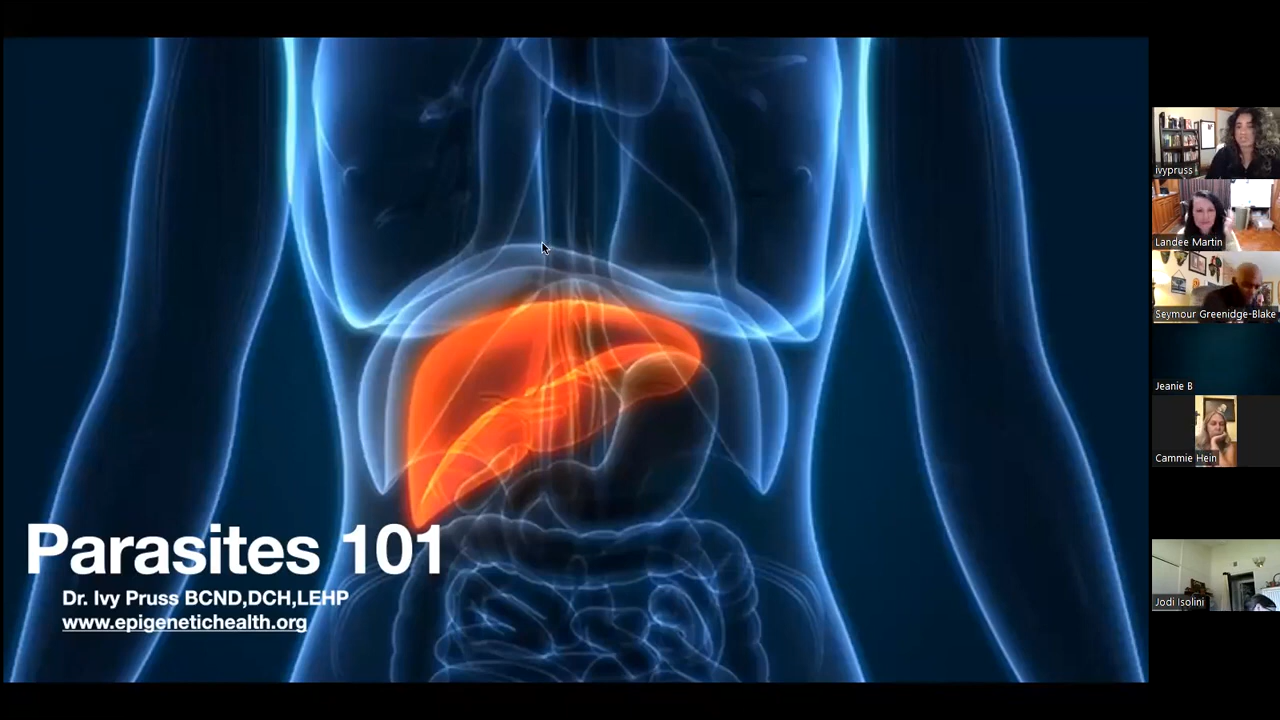 Parasites 101
Dr. Ivy Pruss BCND,DCH,LEHP
www.epigenetichealth.org
ivypruss
Landee Martin
Seymour Greenidge-Blake
Jeanie B
Cammie Hein
Jodi Isolini